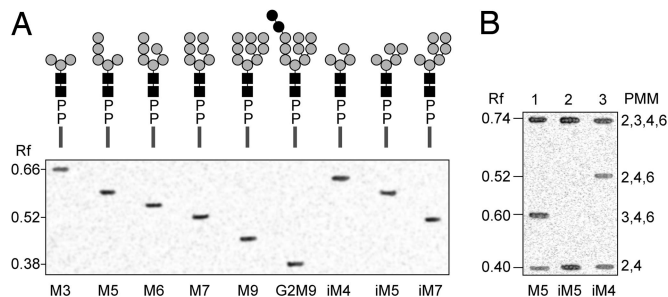 A
B
P P P P P P P P P
P P P P P P P P P
Rf
0.66
0.52
0.38
M3 M5 M6 M7 M9 G2M9 iM4 iM5 iM7
Rf 1 2 3 PMM
0.74 2,3,4,6
0.52 2,4,6
0.60 3,4,6
0.40 2,4
M5 iM5 iM4